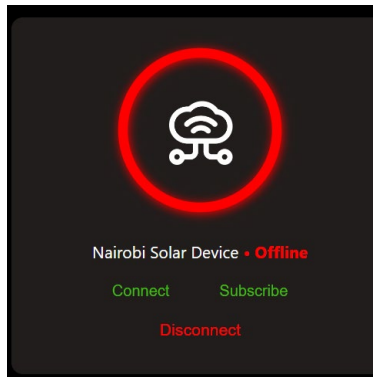 Nairobi Solar Device • Offline
Connect Subscribe
Disconnect